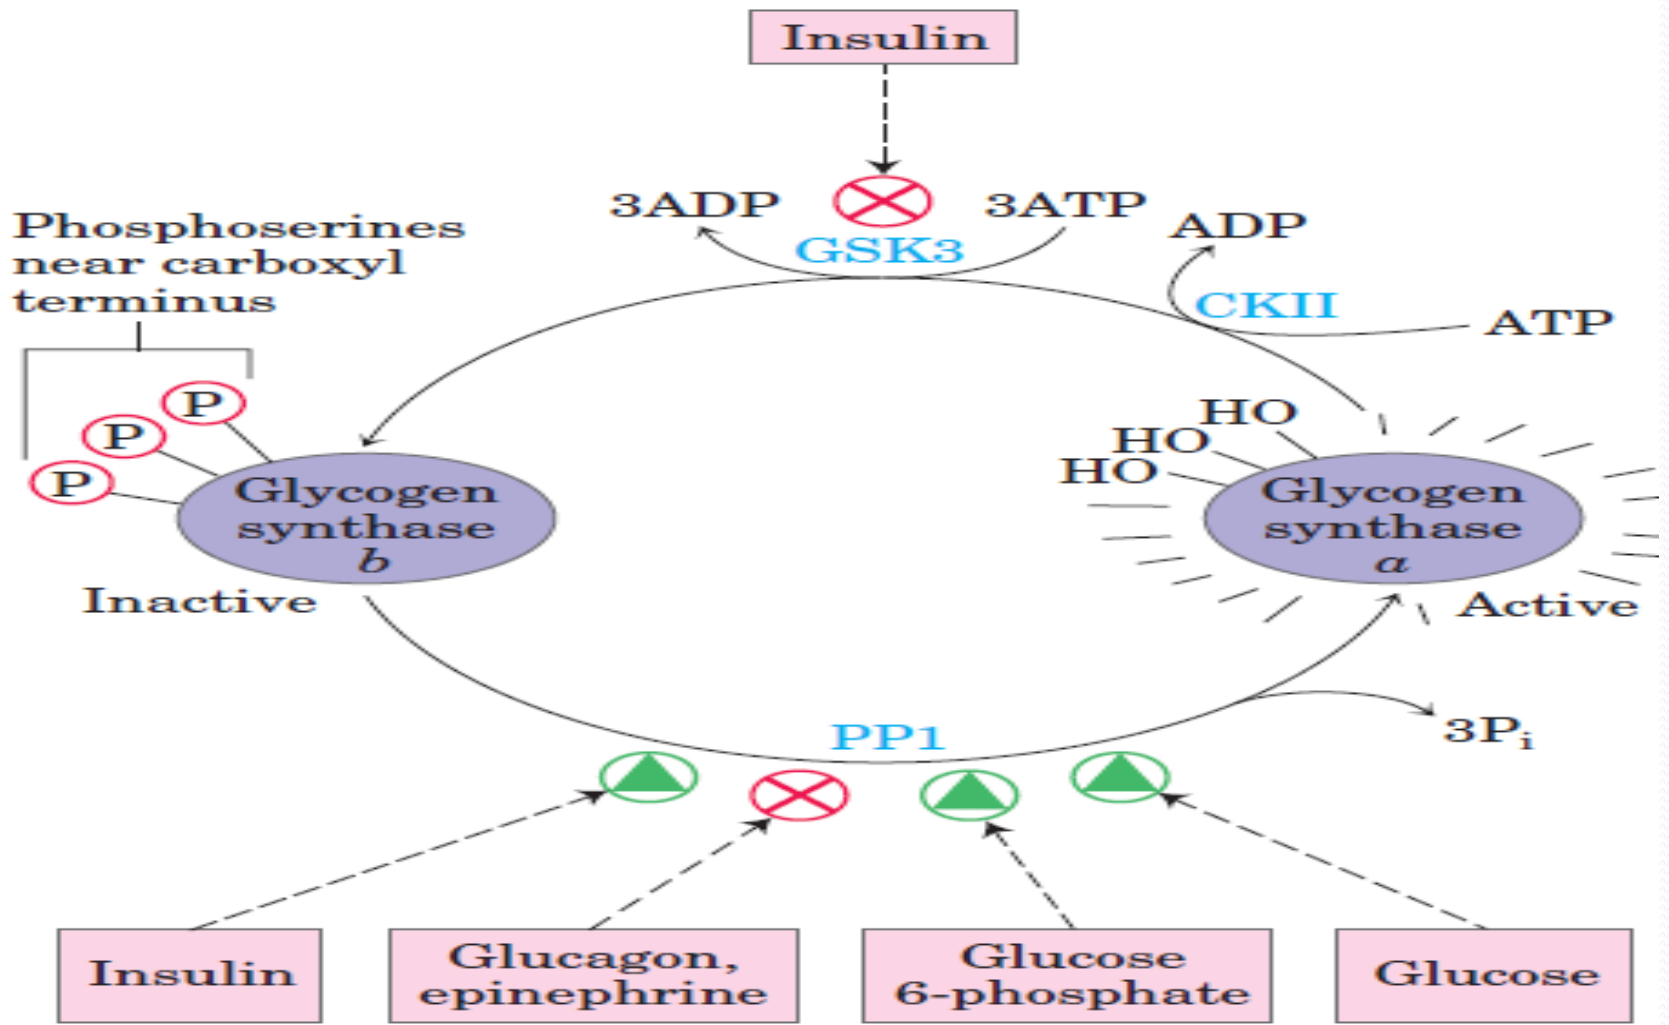 Insulin
3ADP
3ATP
ADP
GSK3
CKII
ATP
Phosphoserines
near carboxyl
terminus
P
P
P
HO
HO
HO
Glycogen
synthase
b
Inactive
Glycogen
synthase
a
Active
PP1
3Pi
Insulin
Glucagon,
epinephrine
Glucose
6-phosphate
Glucose